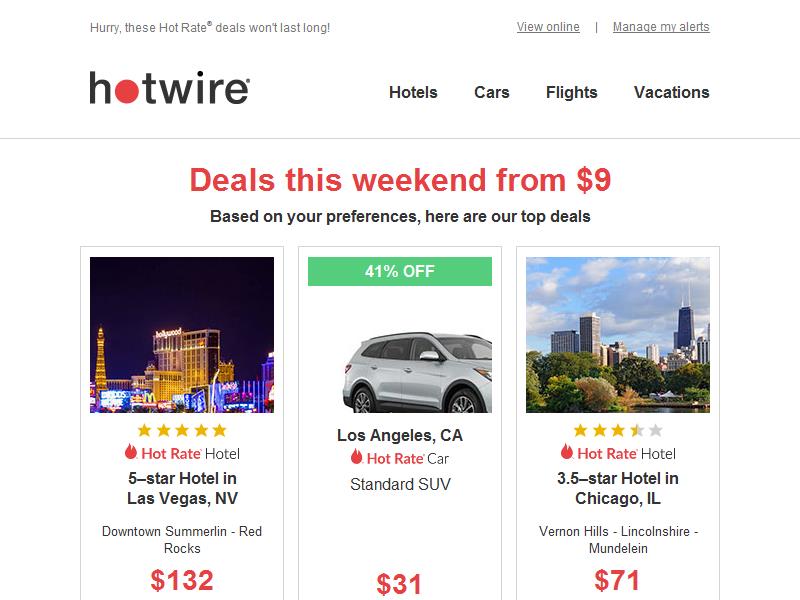 Hurry, these Hot Rate® deals won't last long!
View online | Manage my alerts
hotwire
Hotels Cars Flights Vacations
Deals this weekend from $9
Based on your preferences, here are our top deals
hollywood
Hot Rate® Hotel
5–star Hotel in
Las Vegas, NV
Downtown Summerlin - Red
Rocks
$132
41% OFF
Los Angeles, CA
Hot Rate® Car
Standard SUV
$31
Hot Rate® Hotel
3.5–star Hotel in
Chicago, IL
Vernon Hills - Lincolnshire -
Mundelein
$71